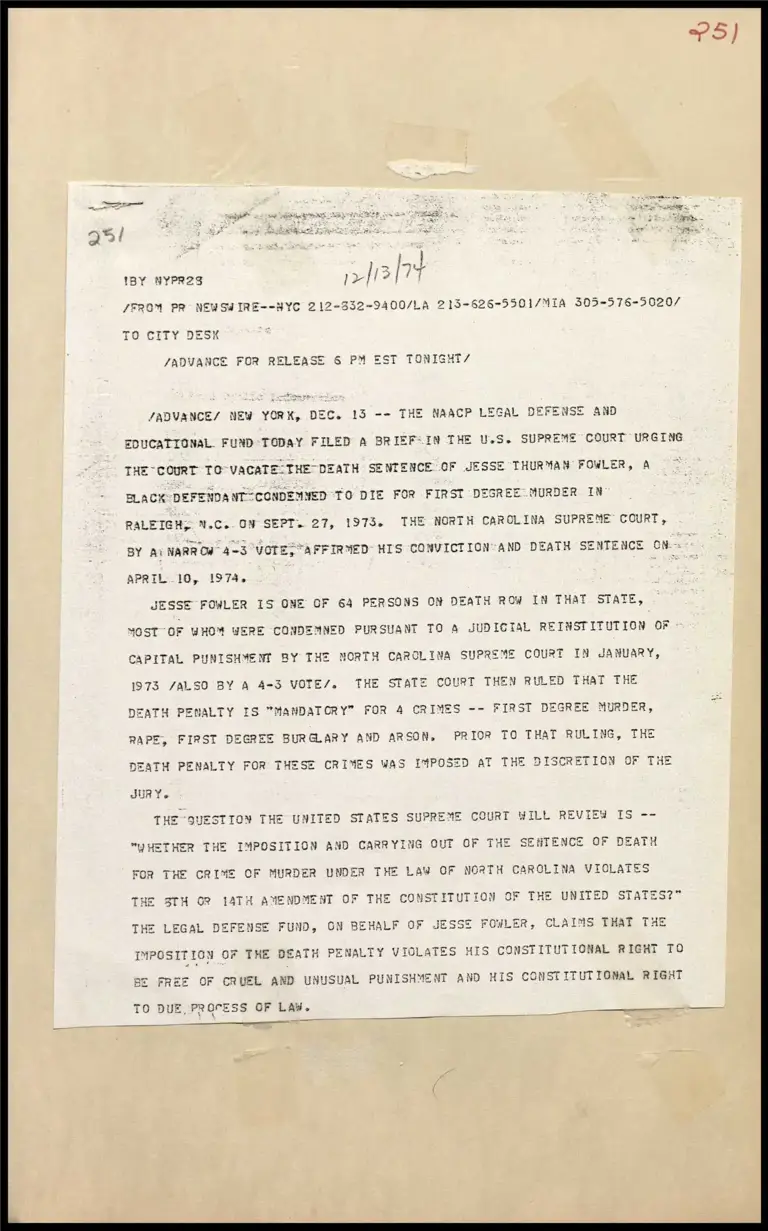 251
251
12/13/74
!BY NYPR28
/FROM PR NEWSWIRE--NYC 212-832-9400/LA 213-626-5501/MIA 305-576-5020/
TO CITY DESK
/ADVANCE FOR RELEASE 6 PM EST TONIGHT/
/ADVANCE/ NEW YORK, DEC. 13 -- THE NAACP LEGAL DEFENSE AND
EDUCATIONAL FUND TODAY FILED A BRIEF IN THE U.S. SUPREME COURT URGING
THE COURT TO VACATE THE DEATH SENTENCE OF JESSE THURMAN FOWLER, A
BLACK DEFENDANT CONDEMNED TO DIE FOR FIRST DEGREE MURDER IN
RALEIGH, N.C. ON SEPT. 27, 1973. THE NORTH CAROLINA SUPREME COURT,
BY A NARROW 4-3 VOTE, AFFIRMED HIS CONVICTION AND DEATH SENTENCE ON
APRIL 10, 1974.
JESSE FOWLER IS ONE OF 64 PERSONS ON DEATH ROW IN THAT STATE,
MOST OF WHOM WERE CONDEMNED PURSUANT TO A JUDICIAL REINSTITUTION OF
CAPITAL PUNISHMENT BY THE NORTH CAROLINA SUPREME COURT IN JANUARY,
1973 /ALSO BY A 4-3 VOTE/. THE STATE COURT THEN RULED THAT THE
DEATH PENALTY IS "MANDATORY" FOR 4 CRIMES -- FIRST DEGREE MURDER,
RAPE, FIRST DEGREE BURGLARY AND ARSON. PRIOR TO THAT RULING, THE
DEATH PENALTY FOR THESE CRIMES WAS IMPOSED AT THE DISCRETION OF THE
JURY.
THE QUESTION THE UNITED STATES SUPREME COURT WILL REVIEW IS --
"WHETHER THE IMPOSITION AND CARRYING OUT OF THE SENTENCE OF DEATH
FOR THE CRIME OF MURDER UNDER THE LAW OF NORTH CAROLINA VIOLATES
THE 8TH OR 14TH AMENDMENT OF THE CONSTITUTION OF THE UNITED STATES?"
THE LEGAL DEFENSE FUND, ON BEHALF OF JESSE FOWLER, CLAIMS THAT THE
IMPOSITION OF THE DEATH PENALTY VIOLATES HIS CONSTITUTIONAL RIGHT TO
BE FREE OF CRUEL AND UNUSUAL PUNISHMENT AND HIS CONSTITUTIONAL RIGHT
TO DUE PROCESS OF LAW.